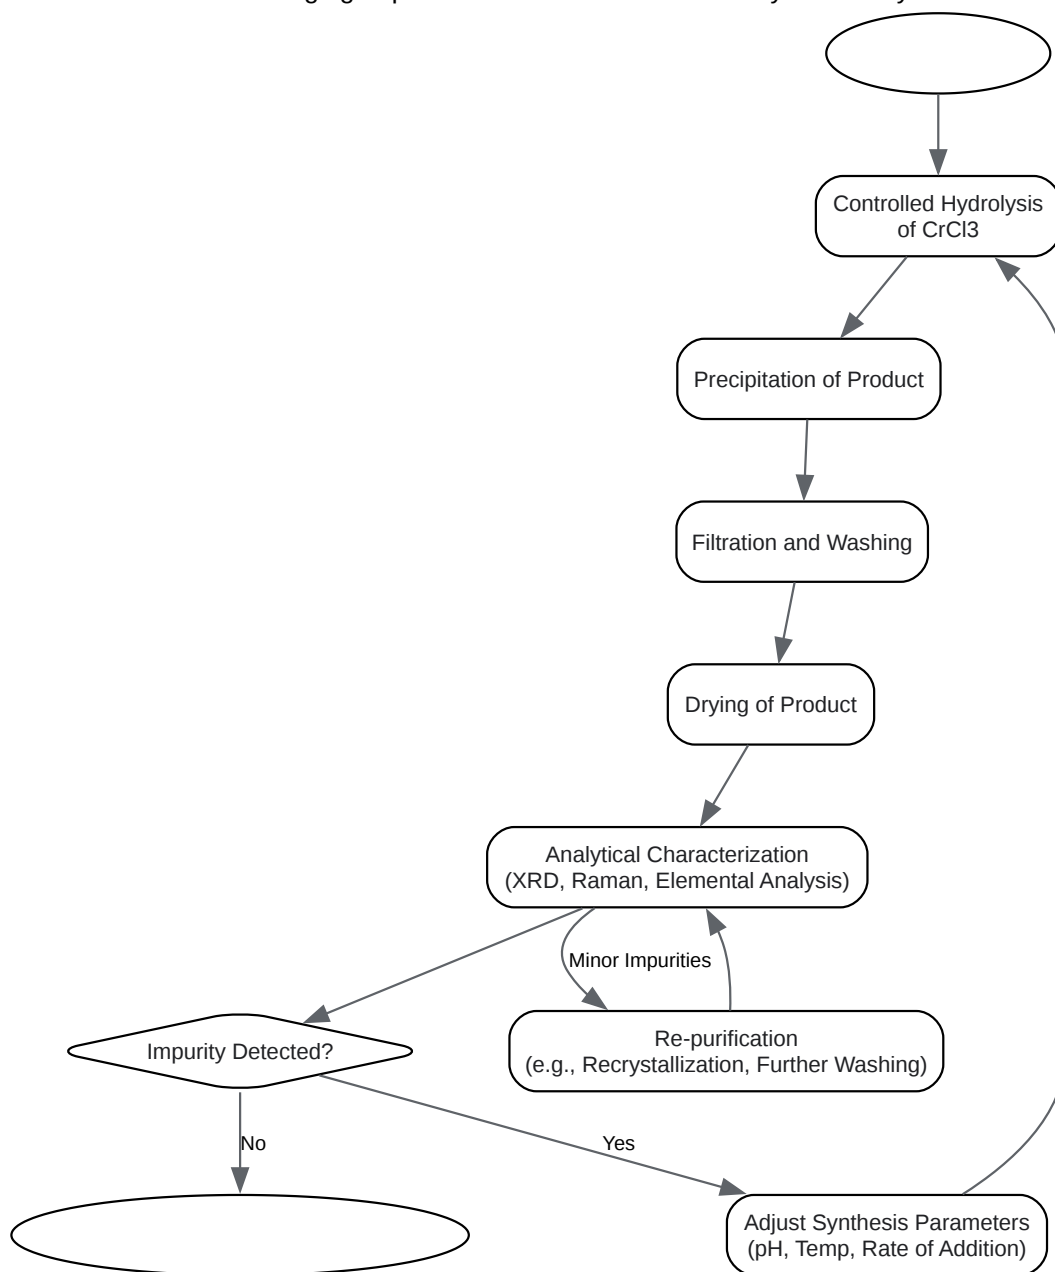 Controlled Hydrolysis
of CrCl3
Precipitation of Product
Filtration and Washing
Drying of Product
Analytical Characterization
(XRD, Raman, Elemental Analysis)
Minor Impurities
Impurity Detected?
Re-purification
(e.g., Recrystallization, Further Washing)
No
Yes
Adjust Synthesis Parameters
(pH, Temp, Rate of Addition)